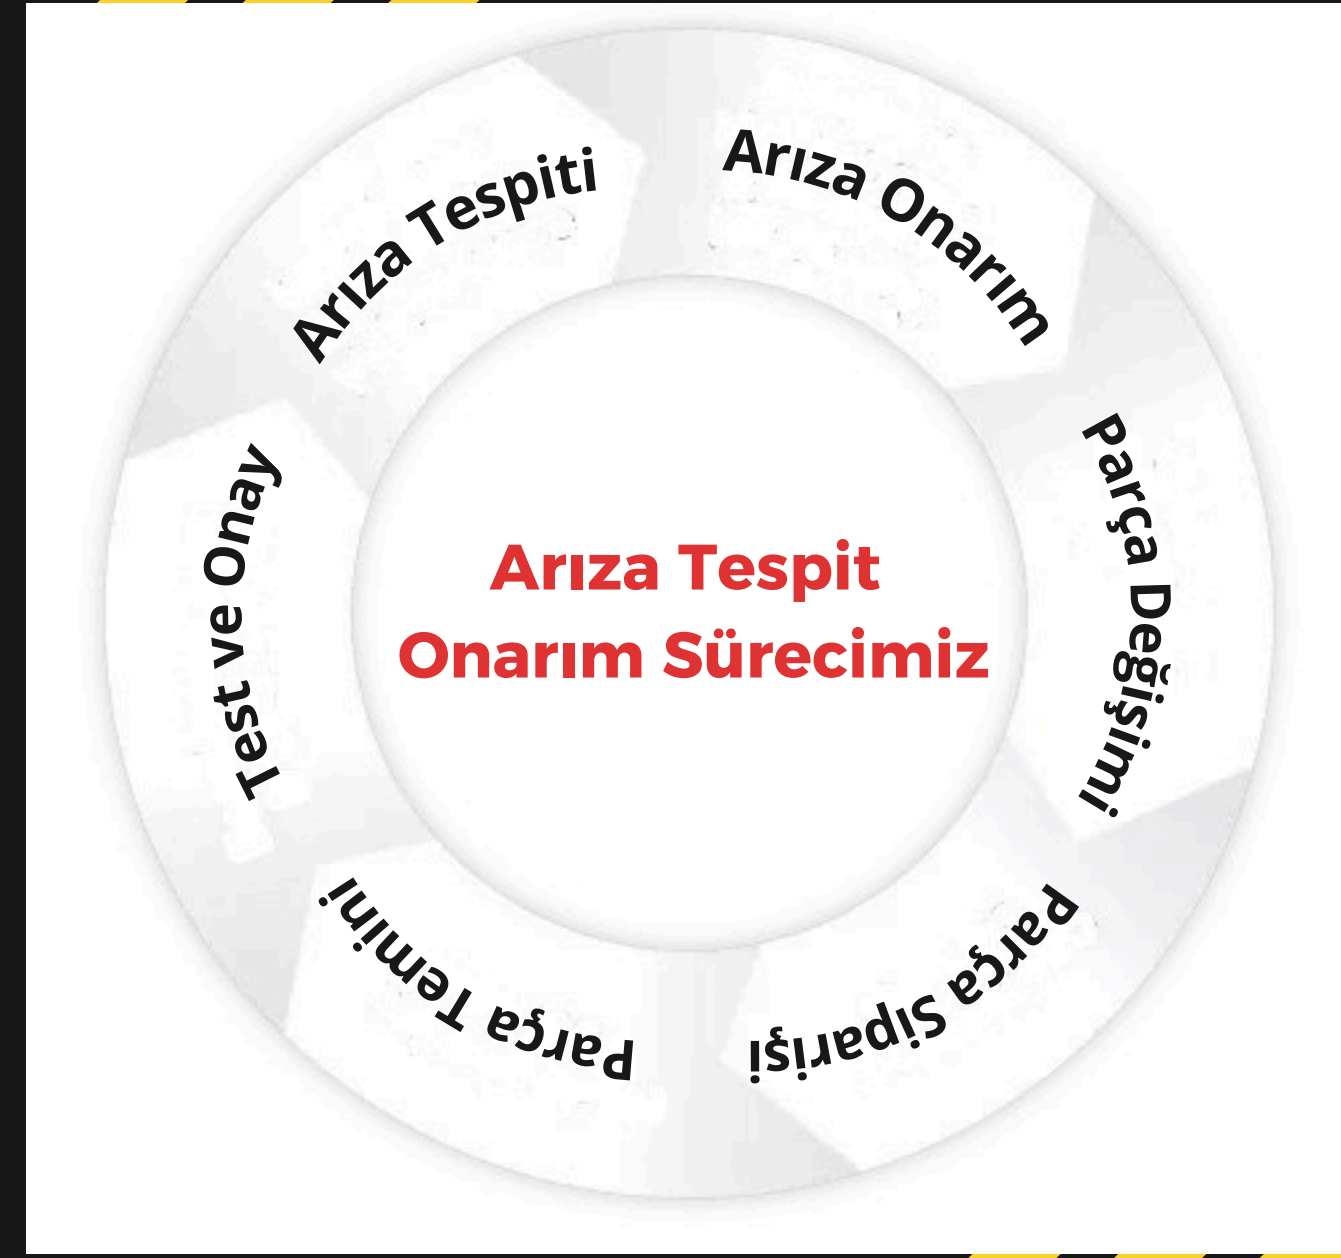 Arıza Tespiti
Arıza Onarım
Parça Değişimi
Parça Siparişi
Parça Temini
Test ve Onay
Arıza Tespit
Onarım Sürecimiz